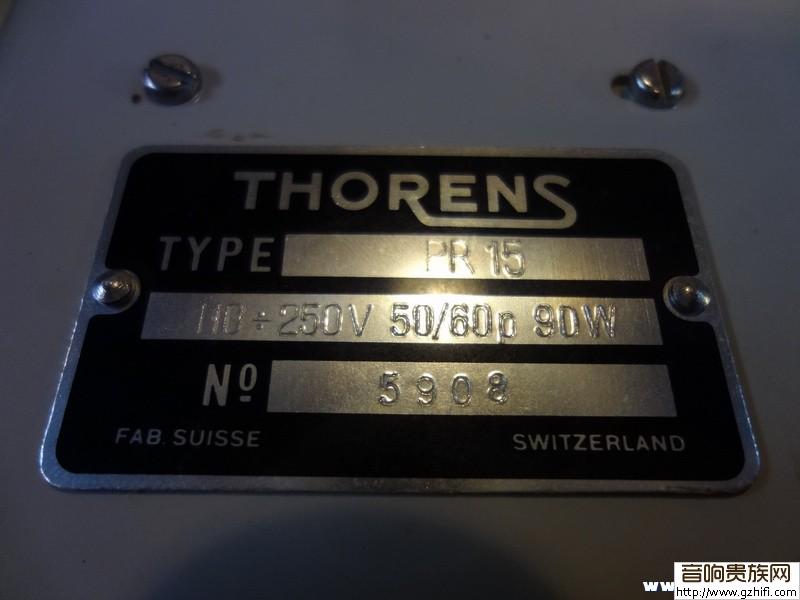 THORENS
TYPE PR 15
110÷250V 50/60p 90W
Nº 5908
FAB. SUISSE SWITZERLAND
音响贵族网
http://www.gzhifi.com